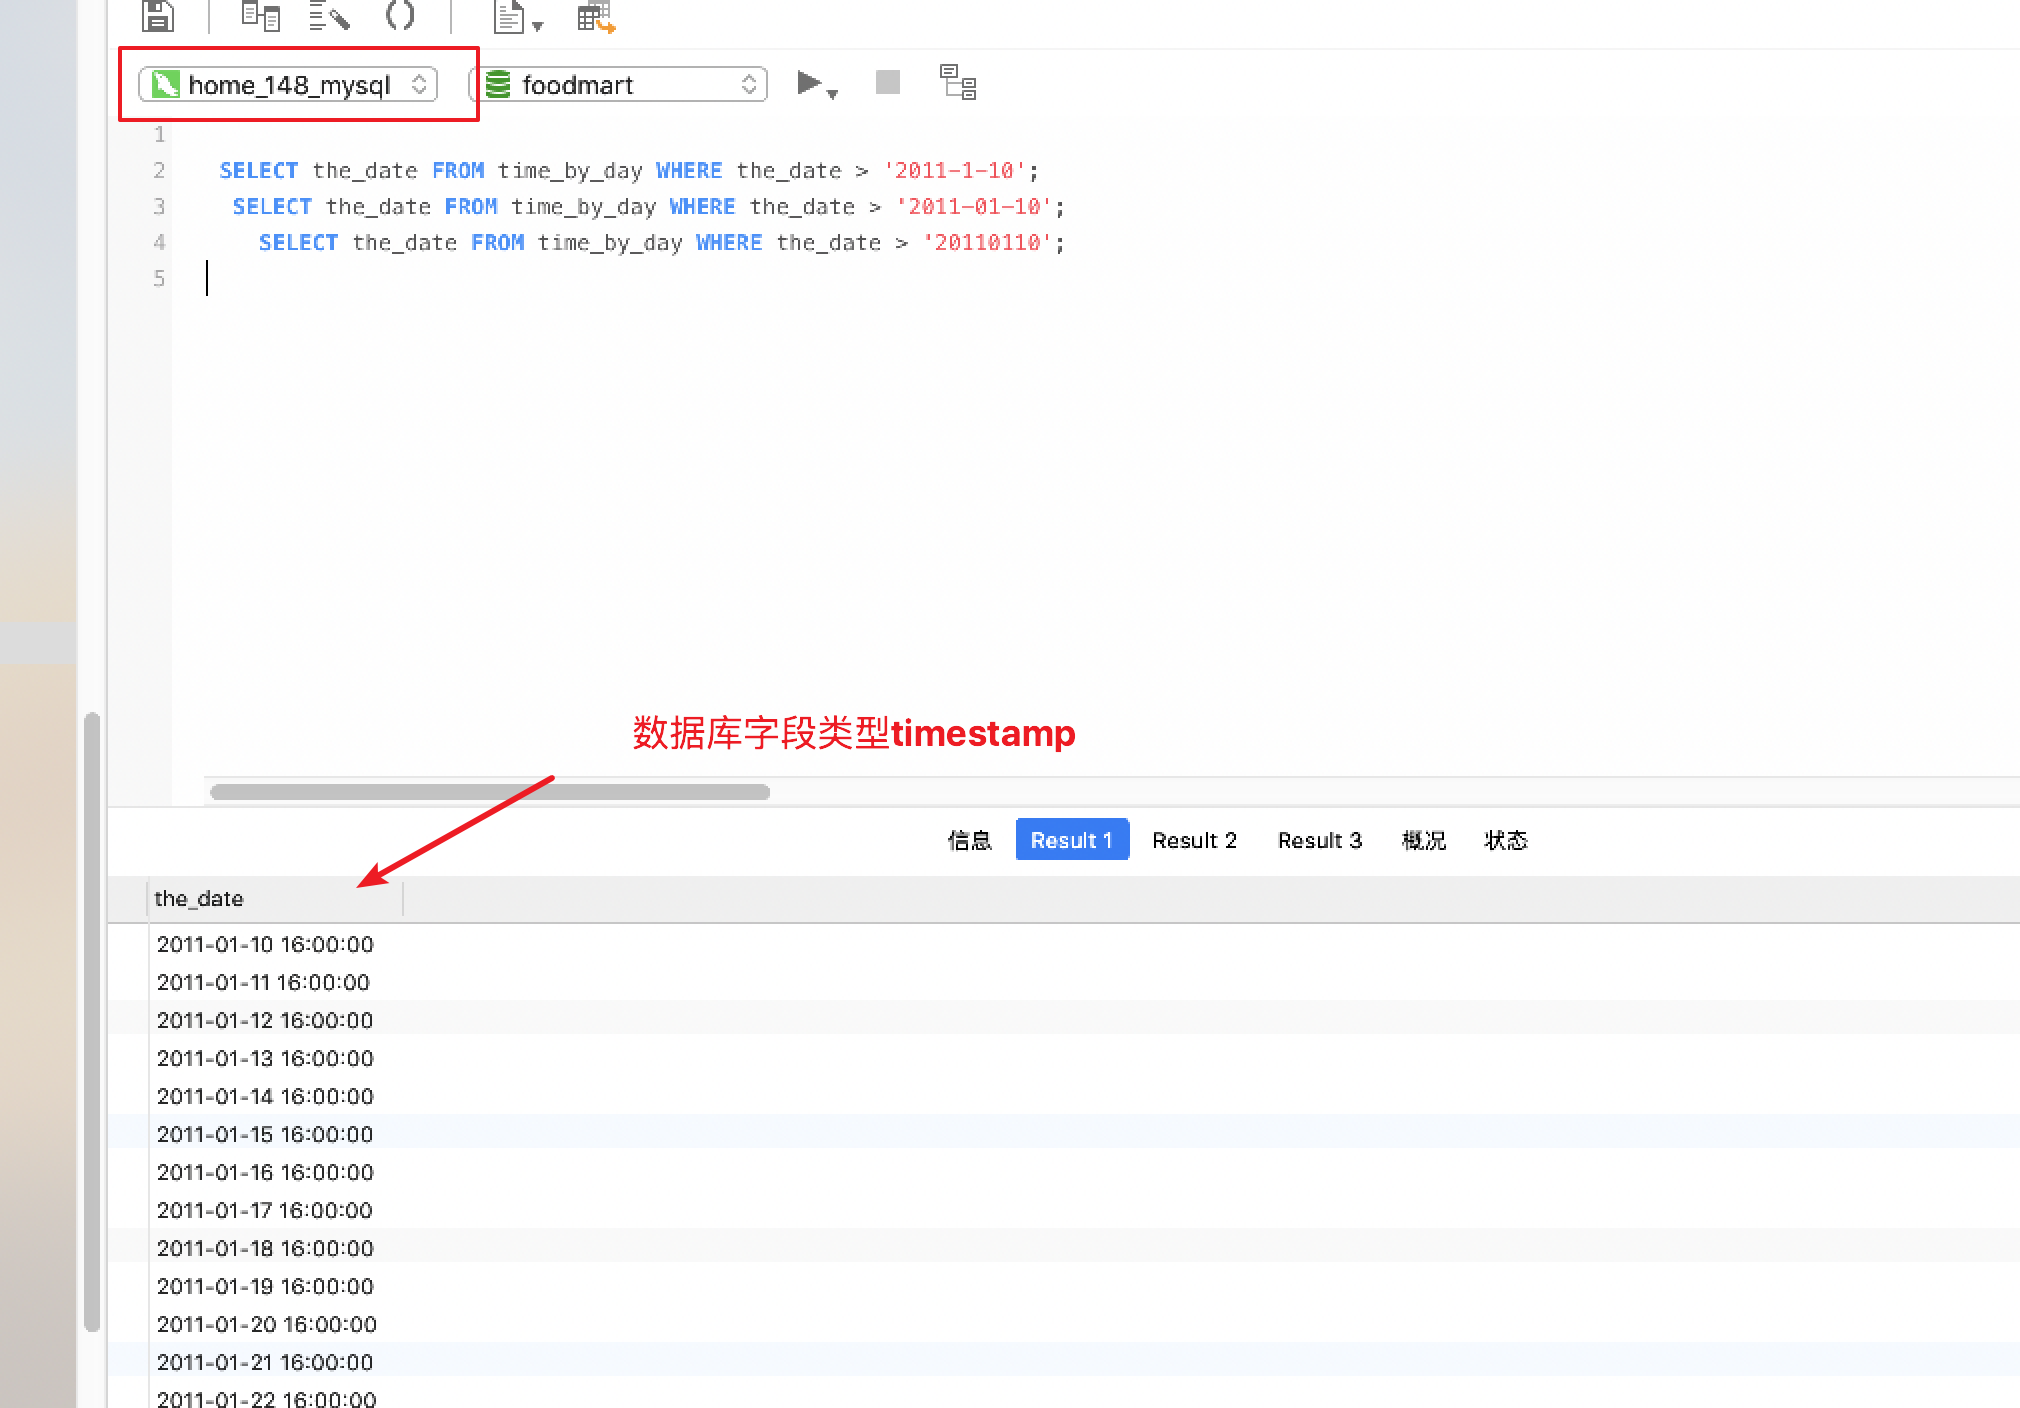 home_148_mysql foodmart
1
2 SELECT the_date FROM time_by_day WHERE the_date > '2011-1-10';
3 SELECT the_date FROM time_by_day WHERE the_date > '2011-01-10';
4 SELECT the_date FROM time_by_day WHERE the_date > '20110110';
5
数据库字段类型timestamp
信息 Result 1 Result 2 Result 3 概况 状态
the_date
2011-01-10 16:00:00
2011-01-11 16:00:00
2011-01-12 16:00:00
2011-01-13 16:00:00
2011-01-14 16:00:00
2011-01-15 16:00:00
2011-01-16 16:00:00
2011-01-17 16:00:00
2011-01-18 16:00:00
2011-01-19 16:00:00
2011-01-20 16:00:00
2011-01-21 16:00:00
2011-01-22 16:00:00